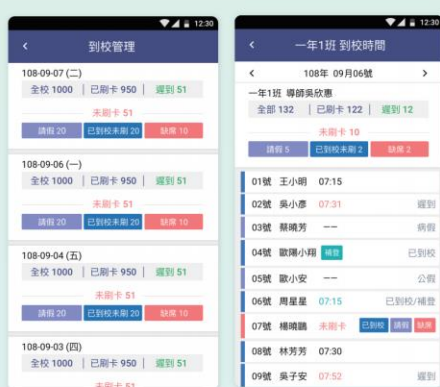 12:30
到校管理
108-09-07 (二)
全校 1000 | 已刷卡 950 | 遲到 51
未刷卡 51
請假 20 已到校未刷 20 缺席 10
108-09-06 (一)
全校 1000 | 已刷卡 950 | 遲到 51
未刷卡 51
請假 20 已到校未刷 20 缺席 10
108-09-04 (五)
全校 1000 | 已刷卡 950 | 遲到 51
未刷卡 51
請假 20 已到校未刷 20 缺席 10
108-09-03 (四)
全校 1000 | 已刷卡 950 | 遲到 51
未刷卡 51
12:30
一年1班 到校時間
108年 09月06號
一年1班 導師吳欣惠
全部 132 | 已刷卡 122 | 遲到 12
未刷卡 10
請假 5 已到校未刷 2 缺席 2
01號 王小明 07:15
02號 吳小彥 07:31 遲到
03號 蔡曉芳 –– 病假
04號 歐陽小翔 補登 已到校
05號 歐小安 –– 公假
06號 周星星 07:15 已到校/補登
07號 楊曉鵑 未刷卡 已到校 請假 缺席
08號 林芳芳 07:30
09號 吳子安 07:52 遲到